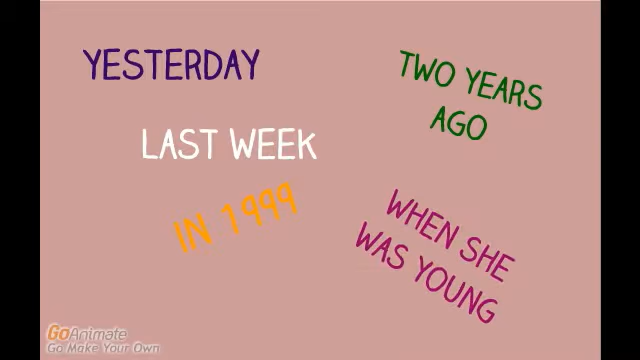 YESTERDAY
TWO YEARS
AGO
LAST WEEK
IN 1999
WHEN SHE
WAS YOUNG
GoAnimate
Go Make Your Own